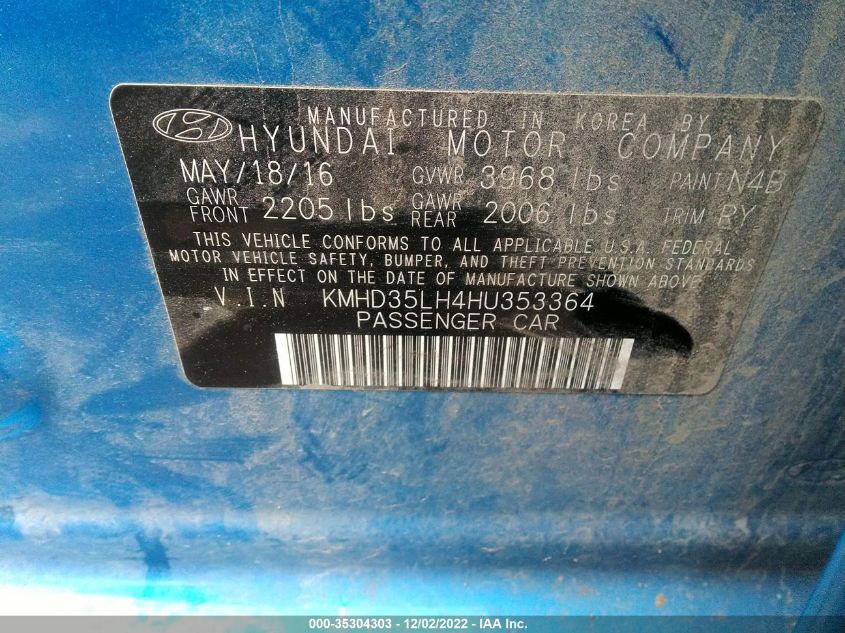 MANUFACTURED IN KOREA BY
HYUNDAI MOTOR COMPANY
MAY/18/16 GVWR 3968 lbs PAINT N4B
GAWR FRONT 2205 lbs GAWR REAR 2006 lbs TRIM BY
THIS VEHICLE CONFORMS TO ALL APPLICABLE U.S.A. FEDERAL
MOTOR VEHICLE SAFETY, BUMPER, AND THEFT PREVENTION STANDARDS
IN EFFECT ON THE DATE OF MANUFACTURE SHOWN ABOVE
V.I.N KMHD35LH4HU353364
PASSENGER CAR
000-35304303 - 12/02/2022 - IAA Inc.